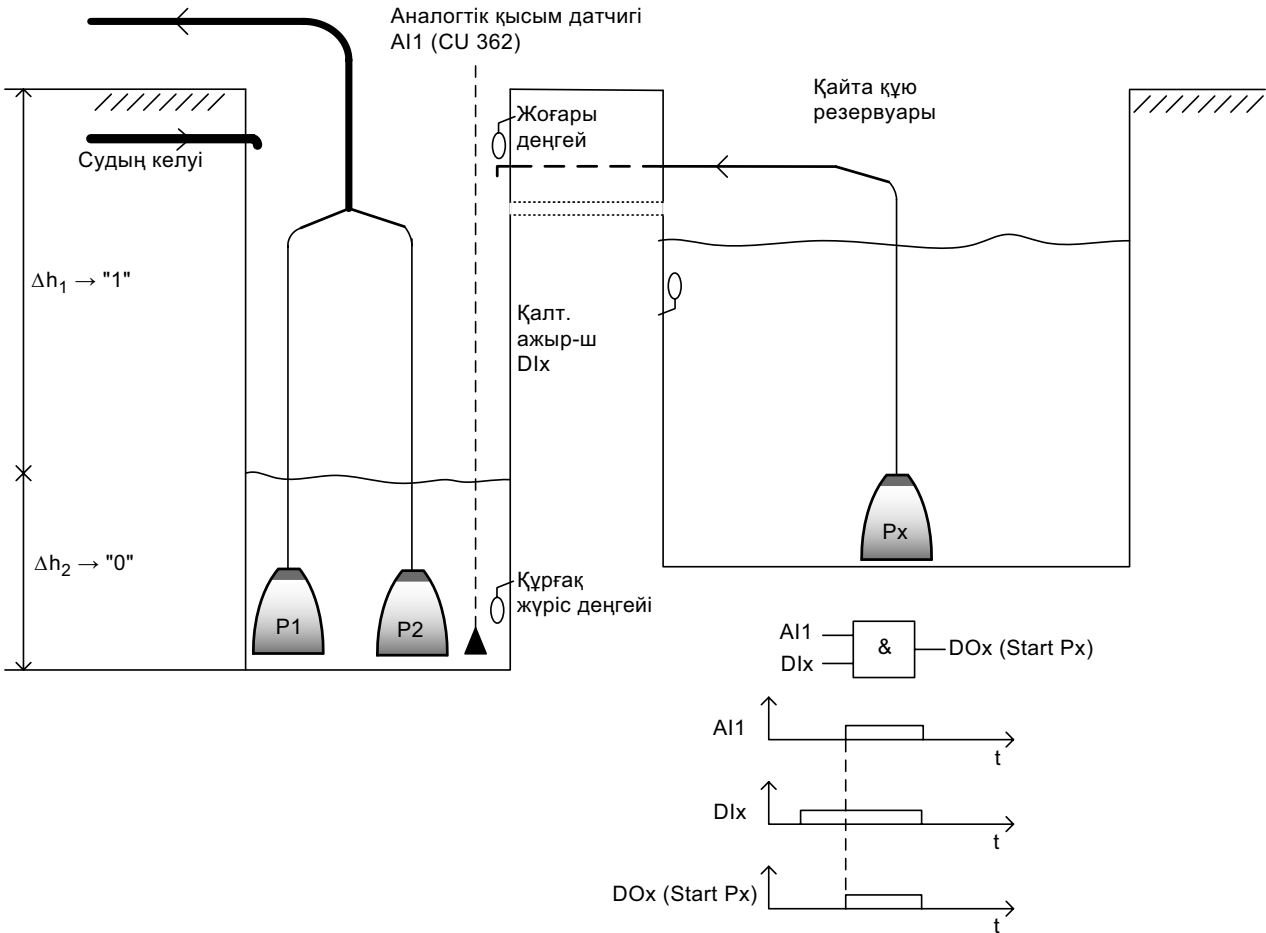 Аналогтік қысым датчигі
AI1 (CU 362)
Қайта құю
резервуары
Жоғары
деңгей
Судың келуі
Δh1 → "1"
Қалт.
ажыр-ш
DIx
Δh2 → "0"
Құрғақ
жүріс деңгейі
P1
P2
Px
AI1
DIx
&
DOx (Start Px)
AI1
t
DIx
t
DOx (Start Px)
t